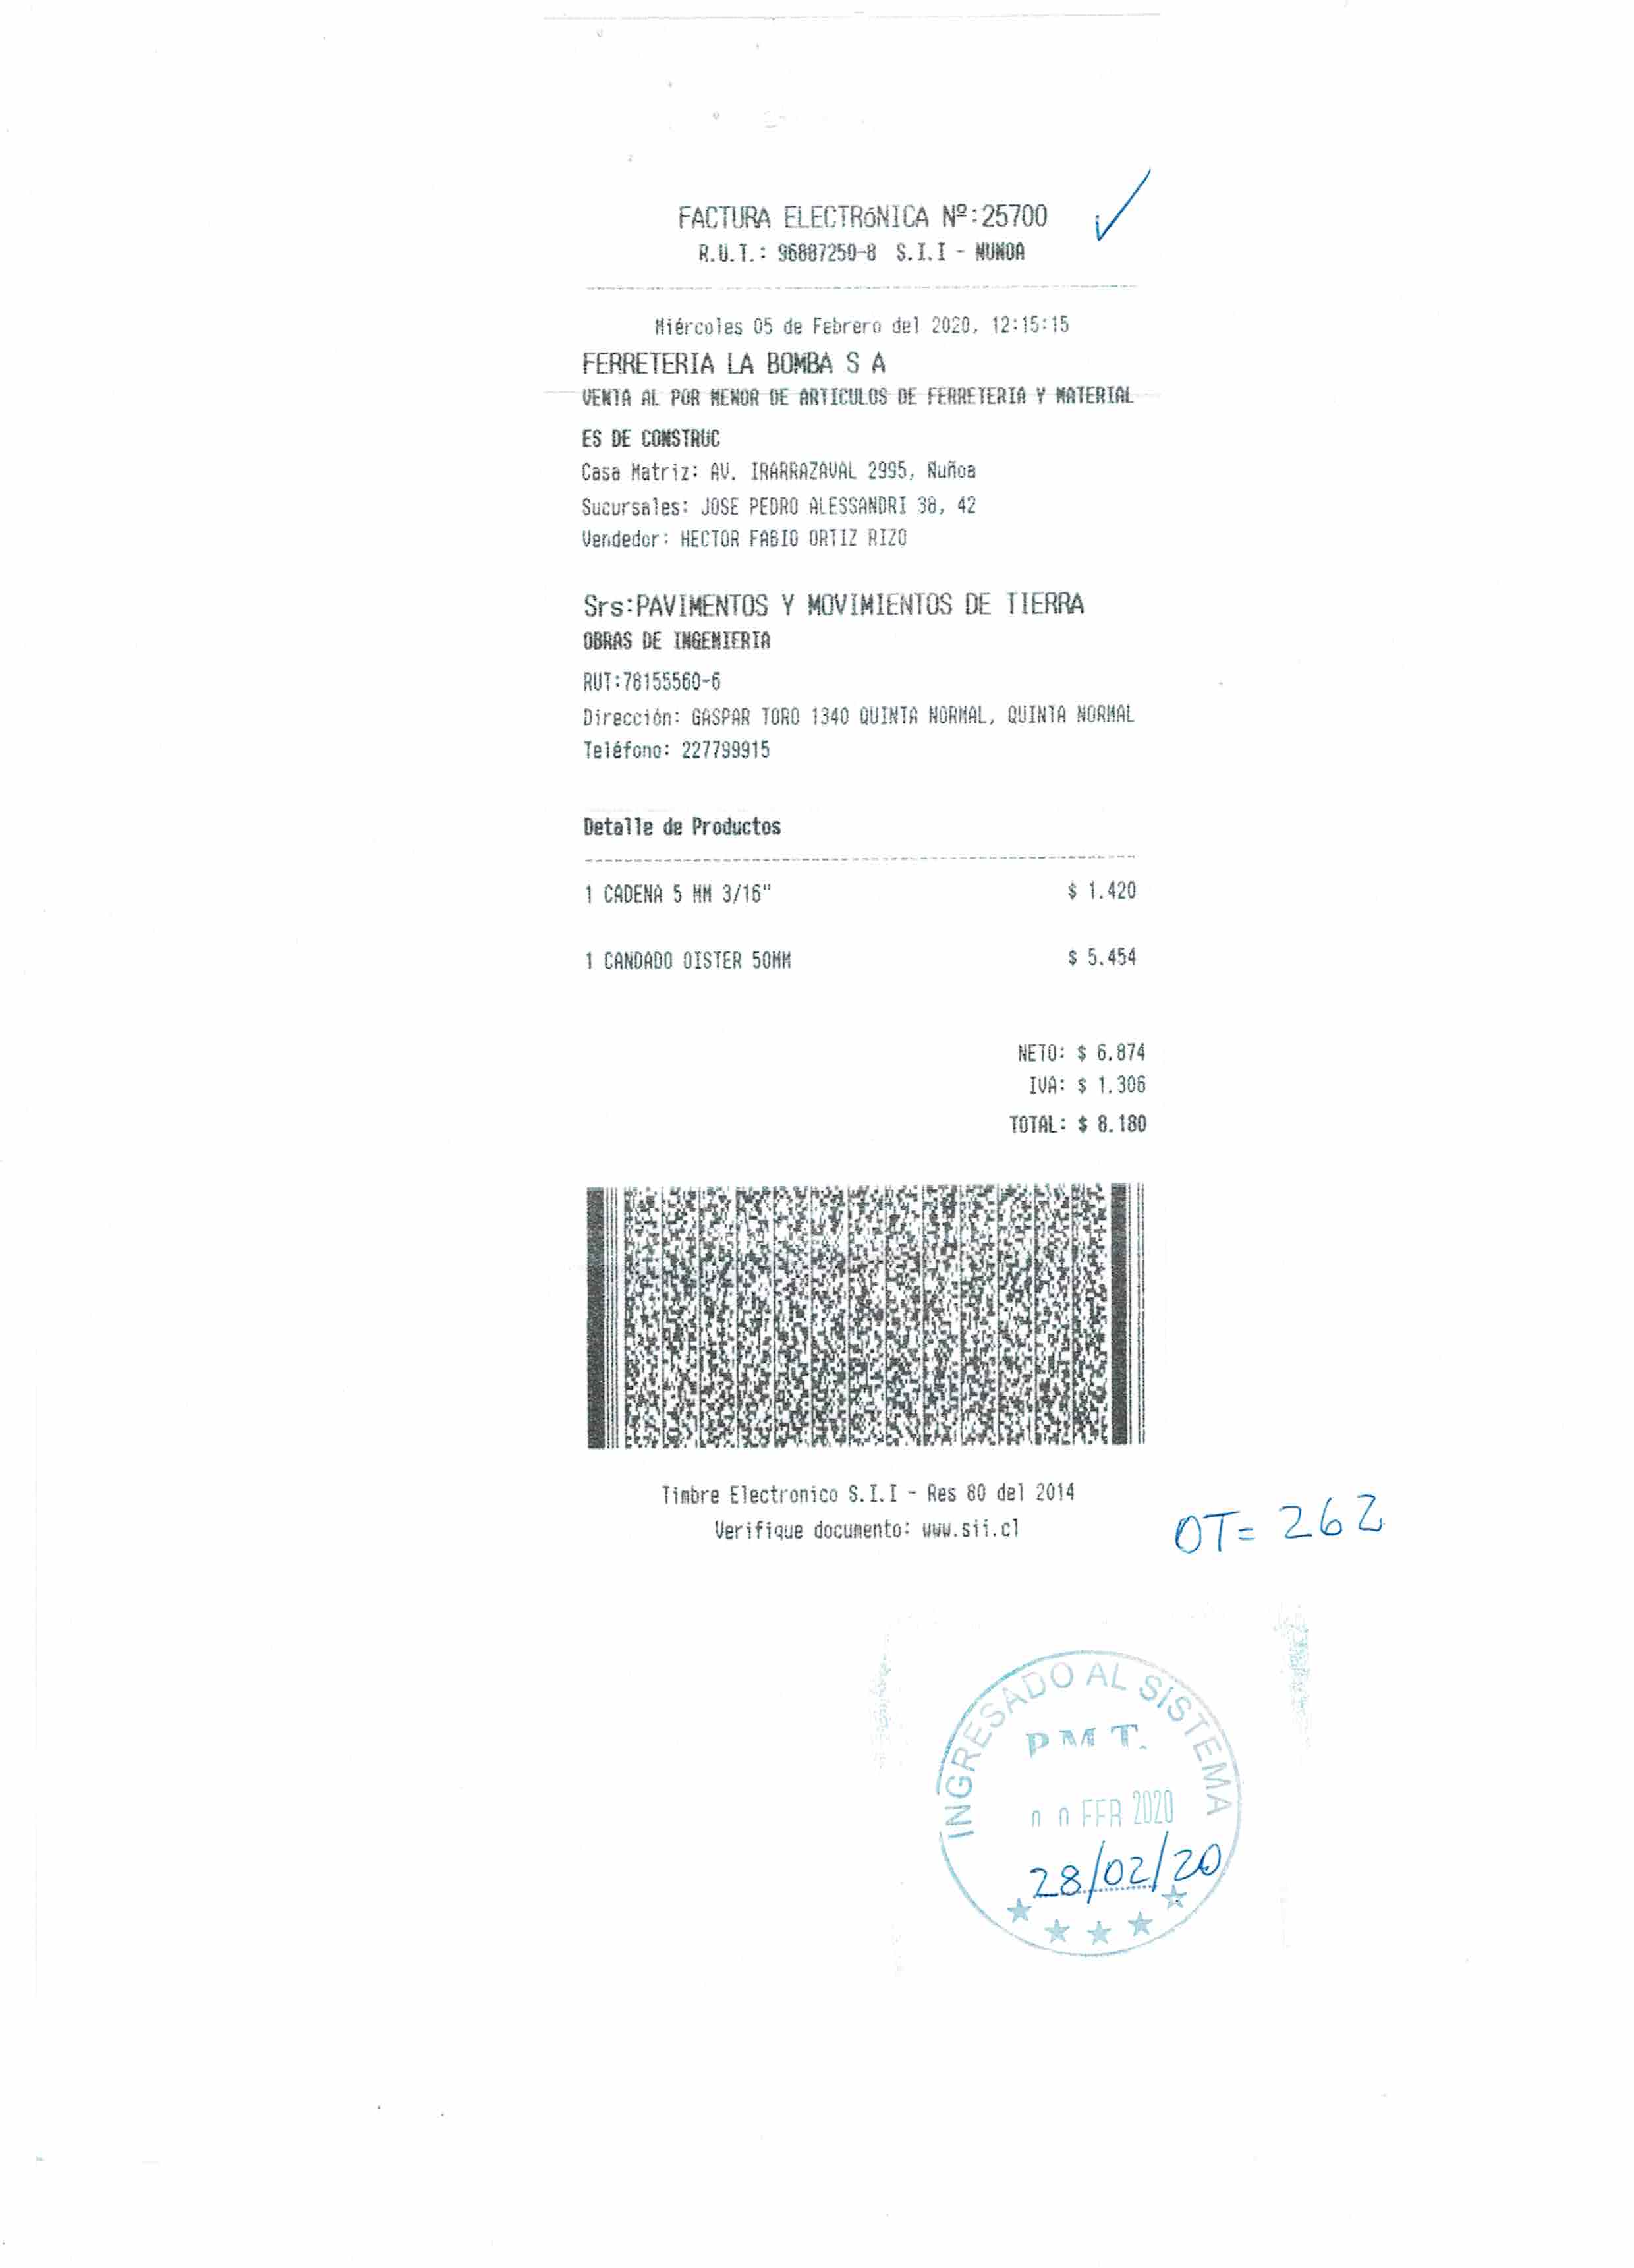 FACTURA ELECTRóNICA Nº:25700
R.U.T.: 96887250-8 S.I.I - NUNOA
Miércoles 05 de Febrero del 2020, 12:15:15
FERRETERIA LA BOMBA S A
VENTA AL POR MENOR DE ARTICULOS DE FERRETERIA Y MATERIAL
ES DE CONSTRUC
Casa Matriz: AV. IRARRAZAVAL 2995, Ñuñoa
Sucursales: JOSE PEDRO ALESSANDRI 38, 42
Vendedor: HECTOR FABIO ORTIZ RIZO
Srs:PAVIMENTOS Y MOVIMIENTOS DE TIERRA
OBRAS DE INGENIERIA
RUT:78155560-6
Dirección: GASPAR TORO 1340 QUINTA NORMAL, QUINTA NORMAL
Teléfono: 227799915
Detalle de Productos
1 CADENA 5 MM 3/16" $ 1.420
1 CANDADO OISTER 50MM $ 5.454
NETO: $ 6.874
IVA: $ 1.306
TOTAL: $ 8.180
Timbre Electronico S.I.I - Res 80 del 2014
Verifique documento: www.sii.cl
OT= 262
INGRESADO AL SISTEMA
PMT.
FEB 2020
28/02/20